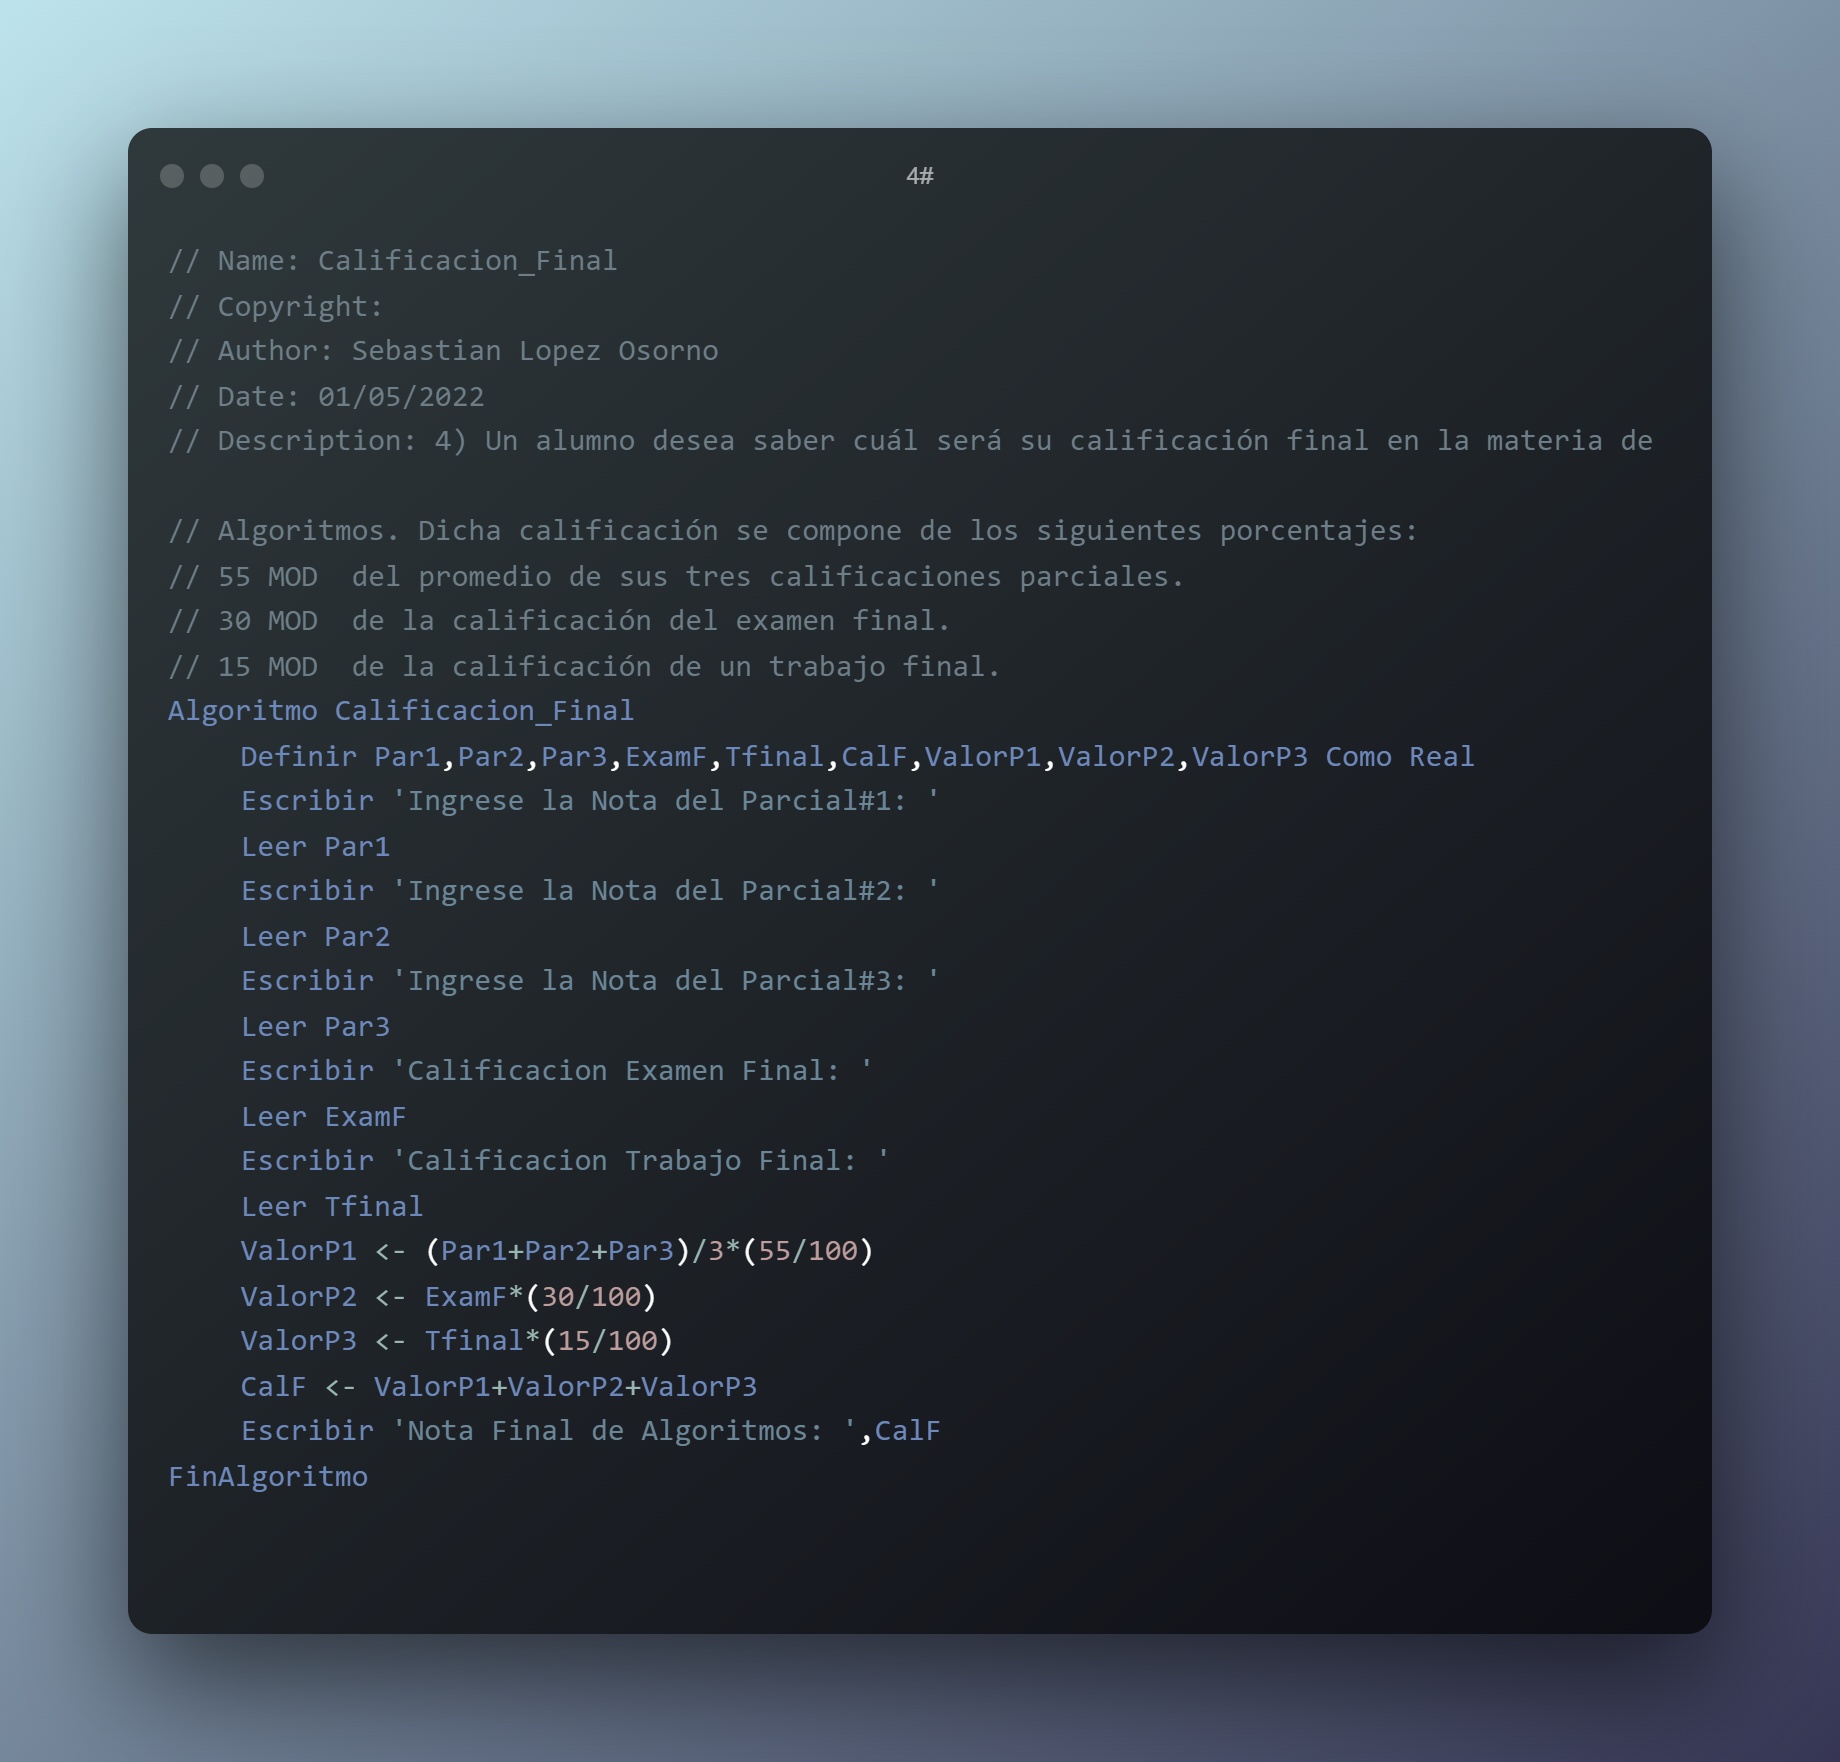 4#
// Name: Calificacion_Final
// Copyright:
// Author: Sebastian Lopez Osorno
// Date: 01/05/2022
// Description: 4) Un alumno desea saber cuál será su calificación final en la materia de
// Algoritmos. Dicha calificación se compone de los siguientes porcentajes:
// 55 MOD  del promedio de sus tres calificaciones parciales.
// 30 MOD  de la calificación del examen final.
// 15 MOD  de la calificación de un trabajo final.
Algoritmo Calificacion_Final
Definir Par1,Par2,Par3,ExamF,Tfinal,CalF,ValorP1,ValorP2,ValorP3 Como Real
Escribir 'Ingrese la Nota del Parcial#1: '
Leer Par1
Escribir 'Ingrese la Nota del Parcial#2: '
Leer Par2
Escribir 'Ingrese la Nota del Parcial#3: '
Leer Par3
Escribir 'Calificacion Examen Final: '
Leer ExamF
Escribir 'Calificacion Trabajo Final: '
Leer Tfinal
ValorP1 <- (Par1+Par2+Par3)/3*(55/100)
ValorP2 <- ExamF*(30/100)
ValorP3 <- Tfinal*(15/100)
CalF <- ValorP1+ValorP2+ValorP3
Escribir 'Nota Final de Algoritmos: ',CalF
FinAlgoritmo